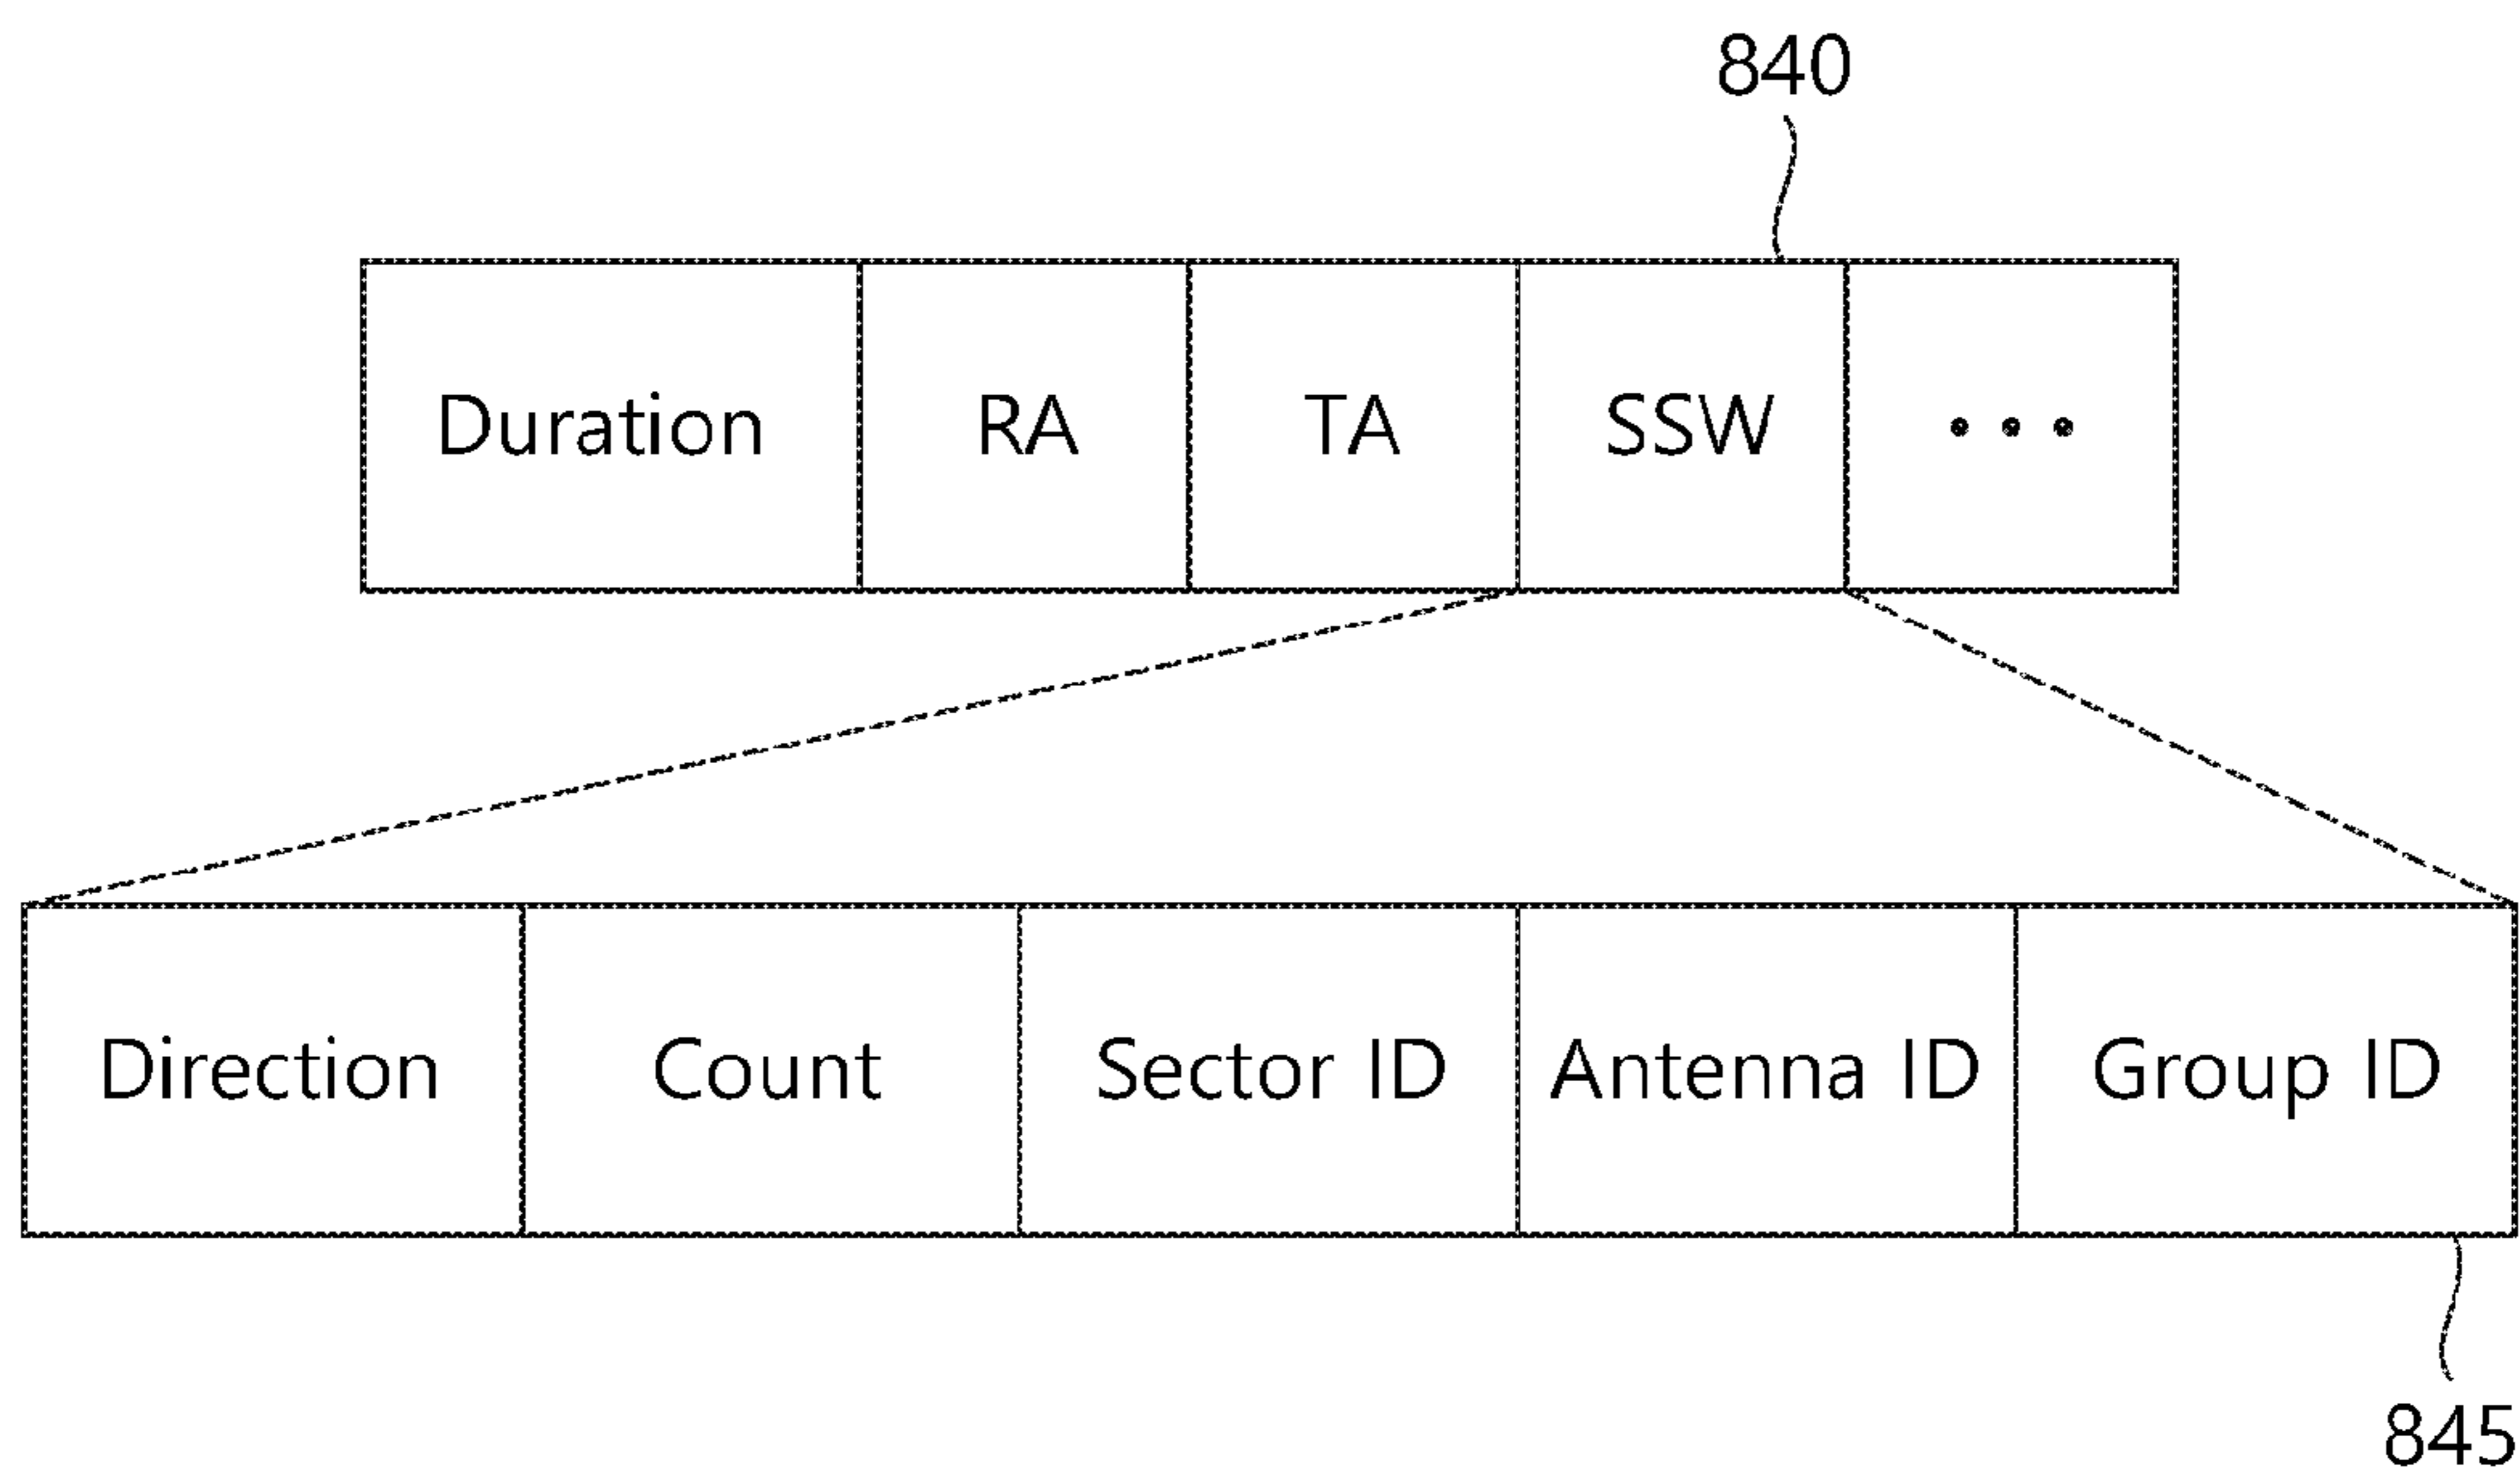 840
Duration RA TA SSW •••
Direction Count Sector ID Antenna ID Group ID
845